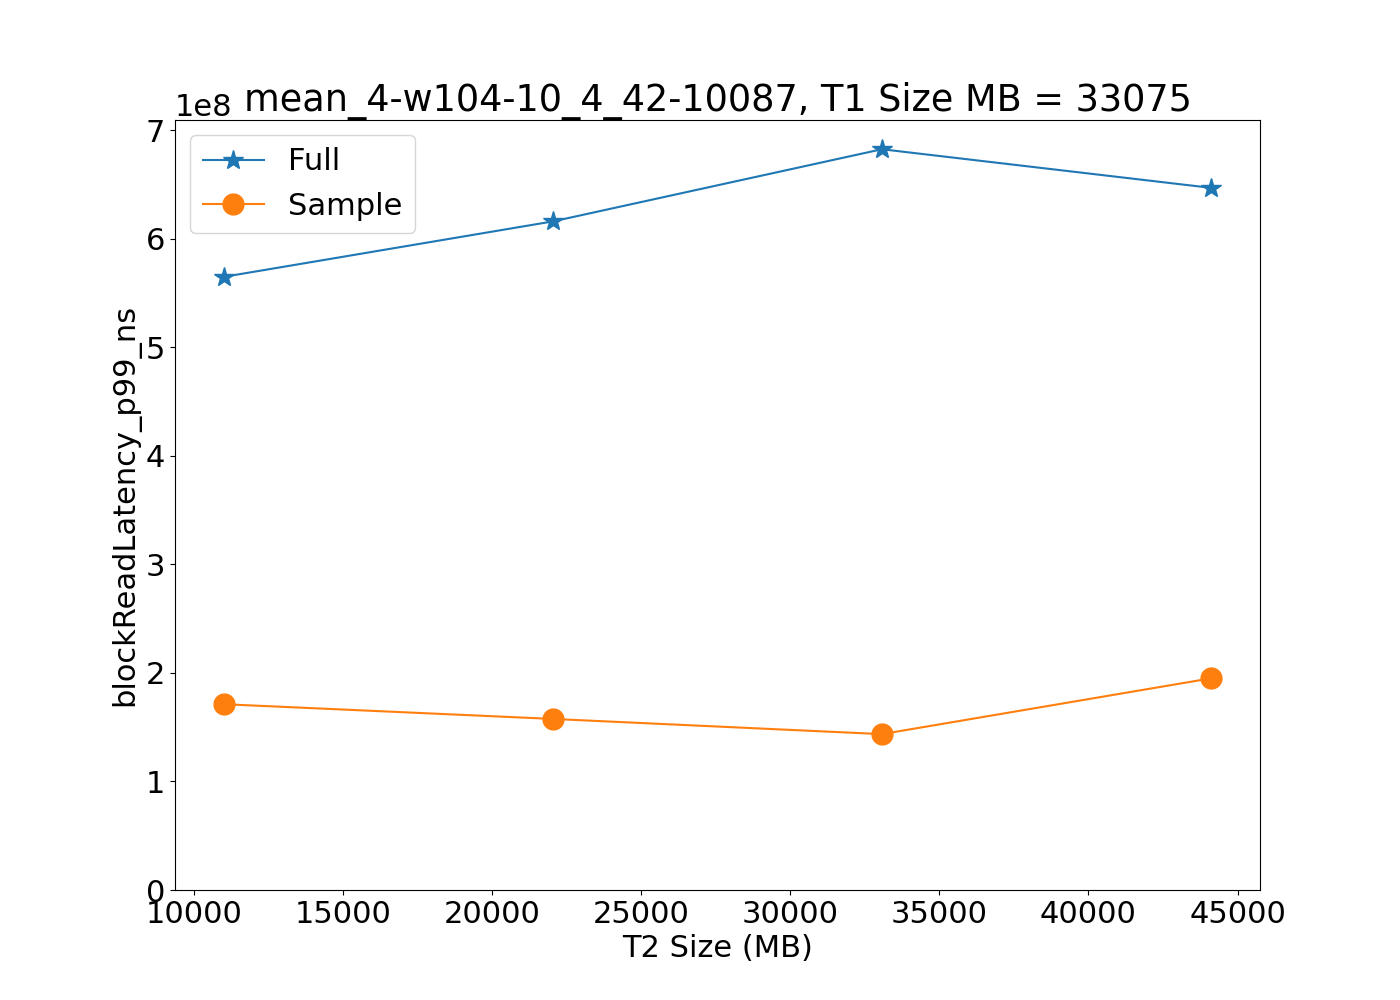 1e8
mean_4-w104-10_4_42-10087, T1 Size MB = 33075
Full
Sample
blockReadLatency_p99_ns
7
6
5
4
3
2
1
0
10000 15000 20000 25000 30000 35000 40000 45000
T2 Size (MB)